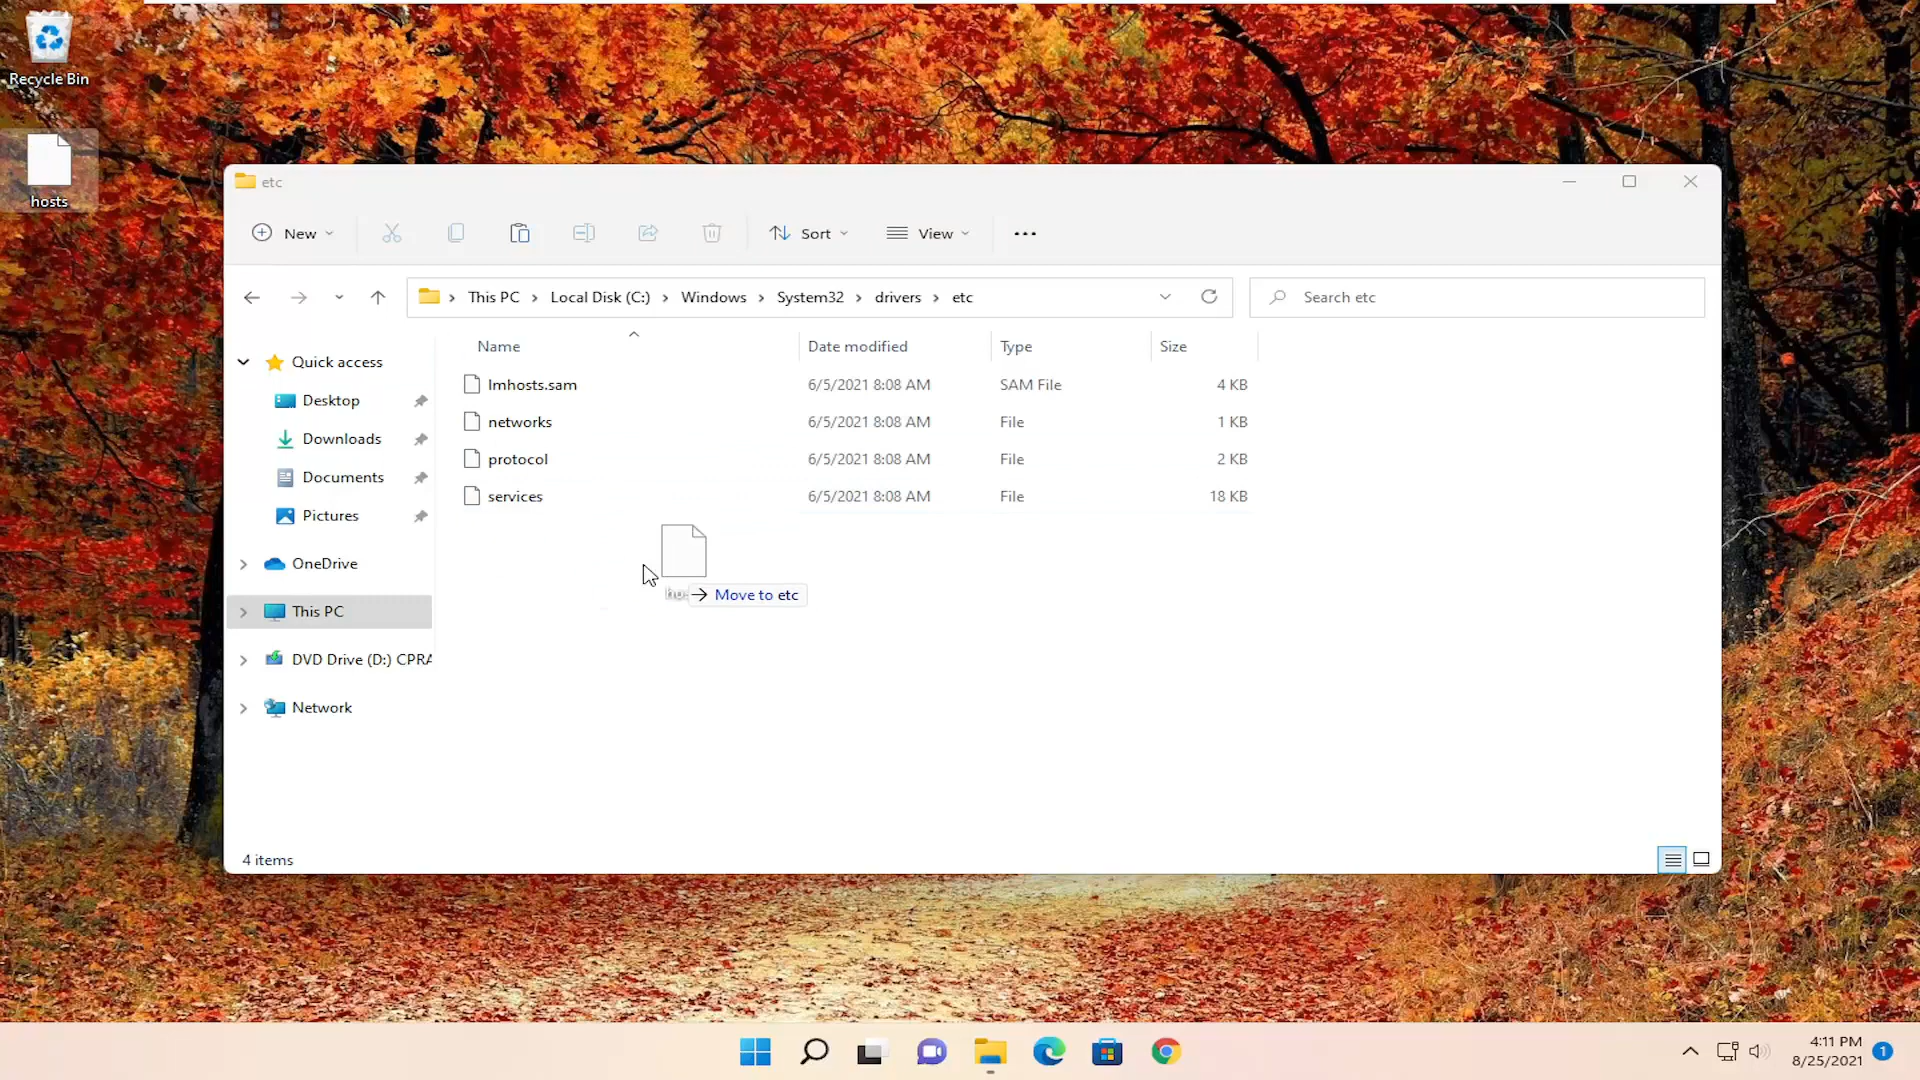 Recycle Bin
hosts
etc
New
Sort
View
This PC > Local Disk (C:) > Windows > System32 > drivers > etc
Search etc
Name Date modified Type Size
lmhosts.sam 6/5/2021 8:08 AM SAM File 4 KB
networks 6/5/2021 8:08 AM File 1 KB
protocol 6/5/2021 8:08 AM File 2 KB
services 6/5/2021 8:08 AM File 18 KB
Quick access
Desktop
Downloads
Documents
Pictures
OneDrive
This PC
DVD Drive (D:) CPRA
Network
ho
Move to etc
4 items
4:11 PM
8/25/2021
1